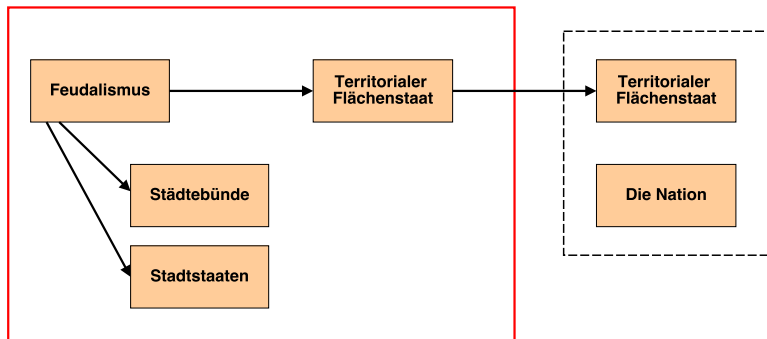 Feudalismus
Territorialer
Flächenstaat
Territorialer
Flächenstaat
Städtebünde
Die Nation
Stadtstaaten